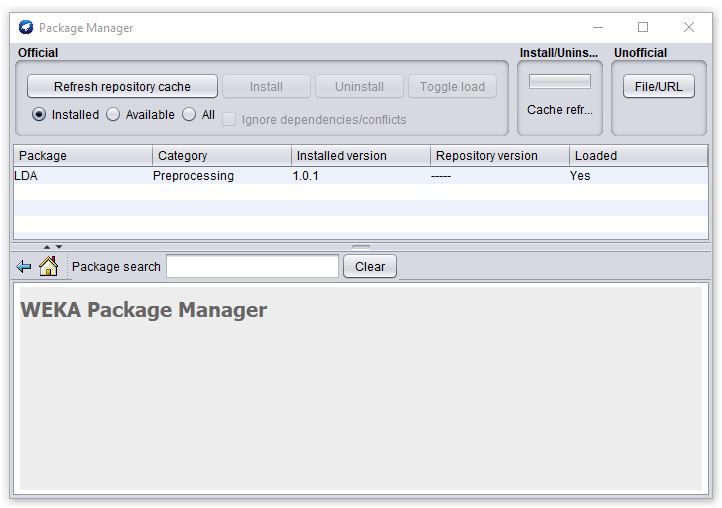 Package Manager
Official
Install/Unins...
Unofficial
Refresh repository cache
Install
Uninstall
Toggle load
File/URL
Installed
Available
All
Ignore dependencies/conflicts
Cache refr...
Package
Category
Installed version
Repository version
Loaded
LDA
Preprocessing
1.0.1
-----
Yes
Package search
Clear
WEKA Package Manager